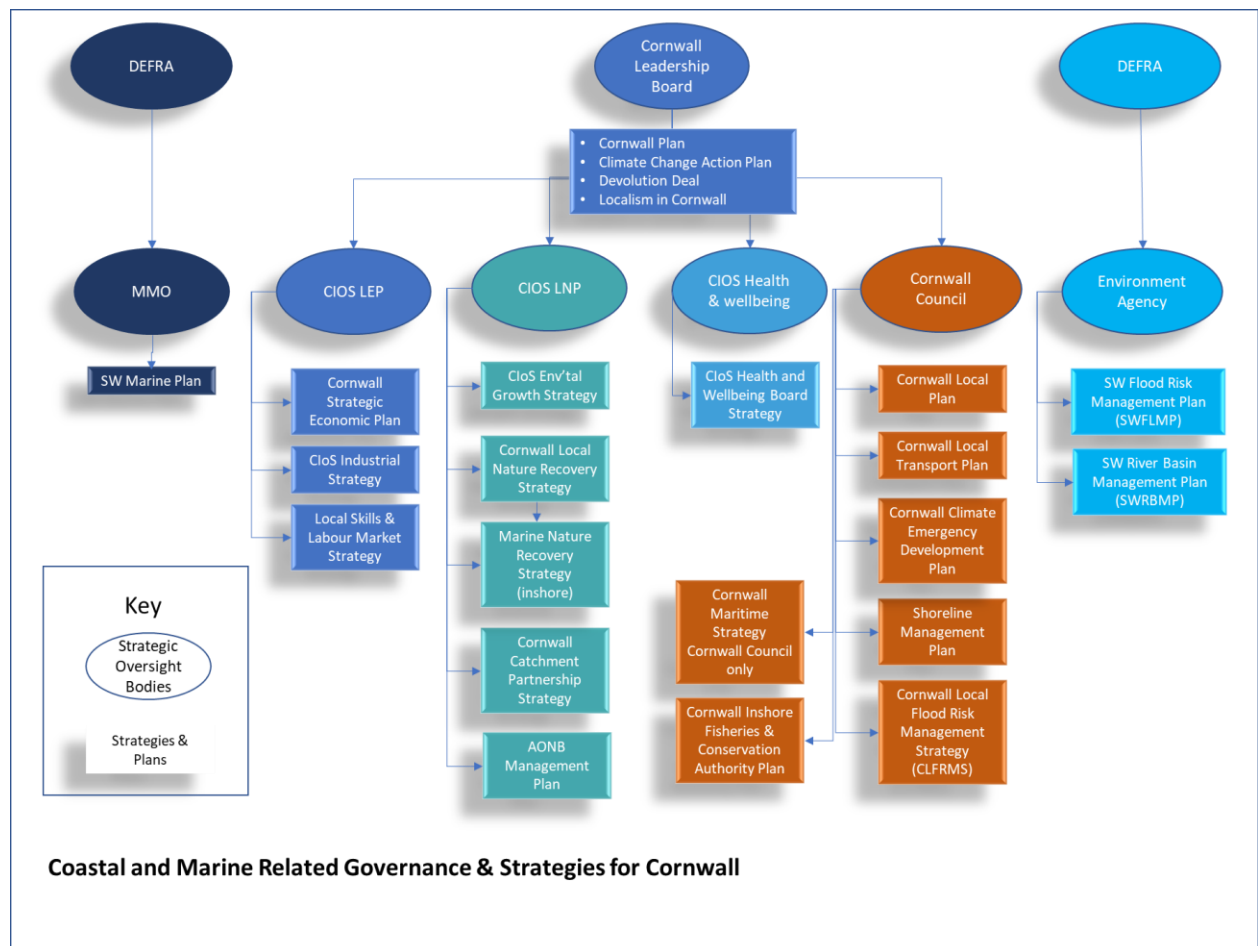 DEFRA
Cornwall
Leadership
Board
DEFRA
• Cornwall Plan
• Climate Change Action Plan
• Devolution Deal
• Localism in Cornwall
MMO
CIOS LEP
CIOS LNP
CIOS Health
& wellbeing
Cornwall
Council
Environment
Agency
SW Marine Plan
Cornwall
Strategic
Economic Plan
CIoS Industrial
Strategy
Local Skills &
Labour Market
Strategy
CIoS Env'tal
Growth Strategy
Cornwall Local
Nature Recovery
Strategy
Marine Nature
Recovery
Strategy
(inshore)
Cornwall
Catchment
Partnership
Strategy
AONB
Management
Plan
CIoS Health and
Wellbeing Board
Strategy
Cornwall
Maritime
Strategy
Cornwall Council
only
Cornwall Inshore
Fisheries &
Conservation
Authority Plan
Cornwall Local
Plan
Cornwall Local
Transport Plan
Cornwall Climate
Emergency
Development
Plan
Shoreline
Management
Plan
Cornwall Local
Flood Risk
Management
Strategy
(CLFRMS)
SW Flood Risk
Management Plan
(SWFLMP)
SW River Basin
Management Plan
(SWRBMP)
Key
Strategic
Oversight
Bodies
Strategies &
Plans
Coastal and Marine Related Governance & Strategies for Cornwall